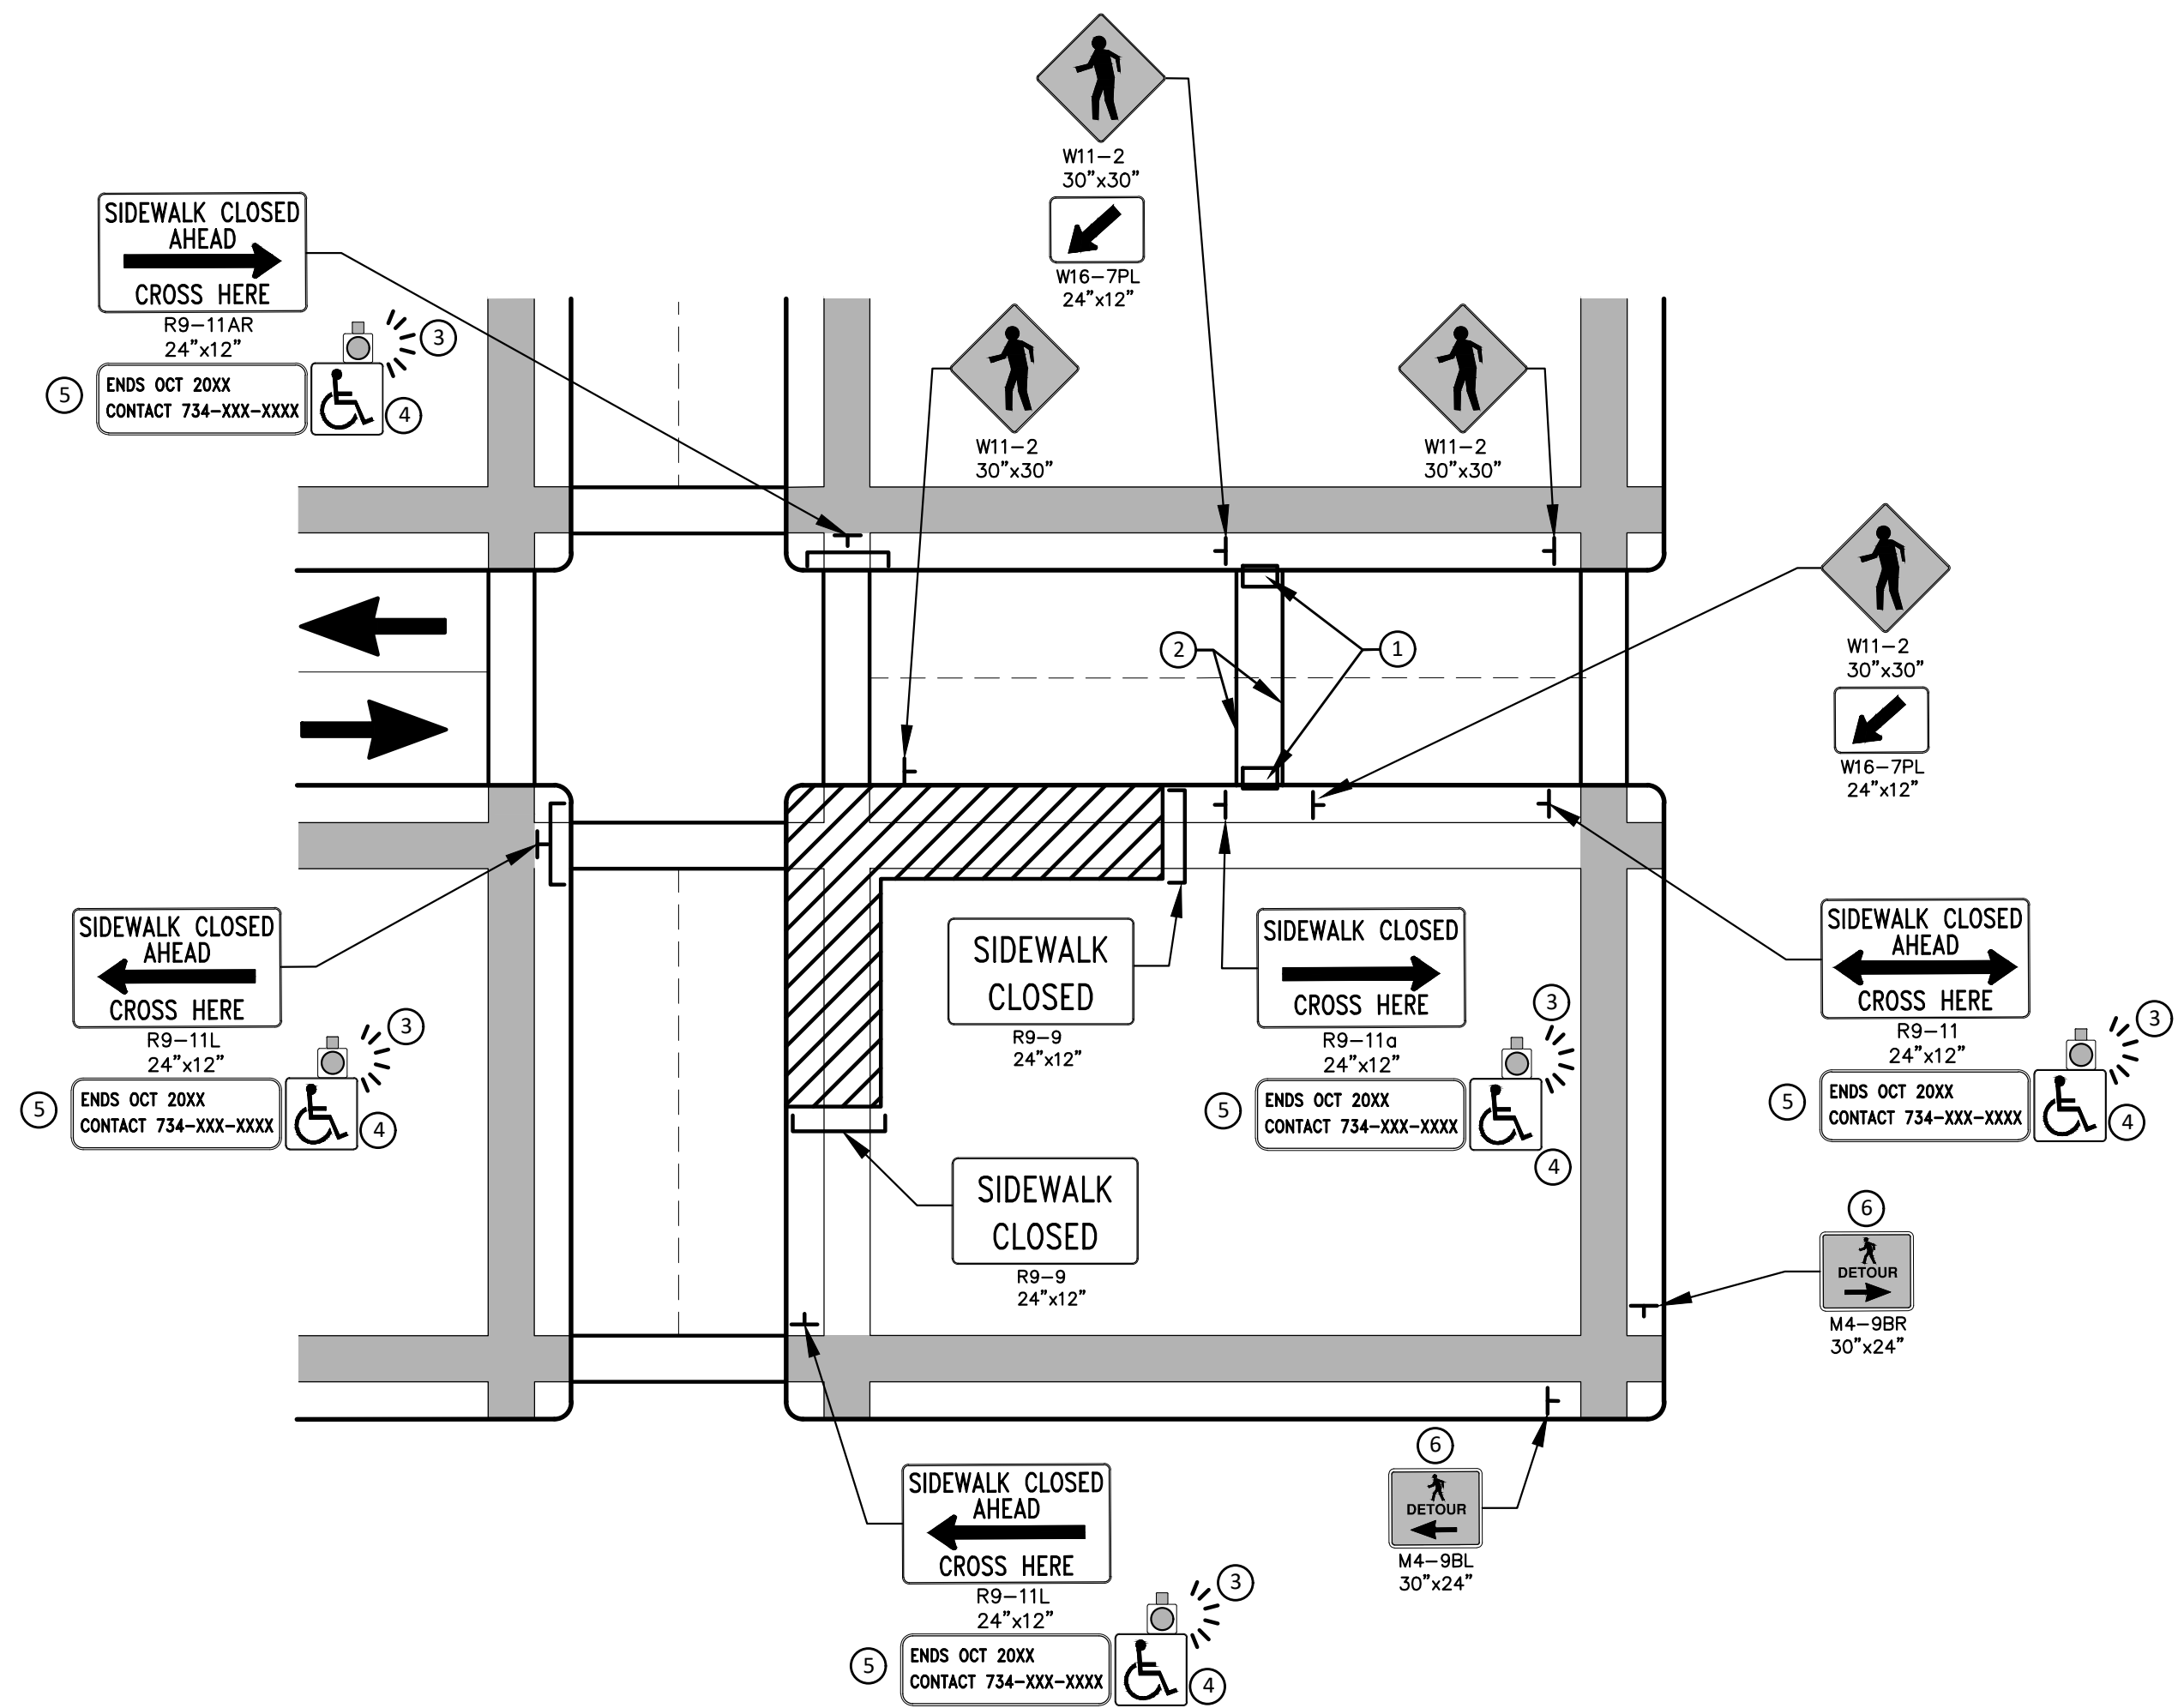 W11-2
30"x30"
W16-7PL
24"x12"
SIDEWALK CLOSED
AHEAD
CROSS HERE
R9-11AR
24"x12"
3
5
ENDS OCT 20XX
CONTACT 734-XXX-XXXX
4
W11-2
30"x30"
W11-2
30"x30"
W11-2
30"x30"
W16-7PL
24"x12"
2
1
SIDEWALK CLOSED
AHEAD
CROSS HERE
R9-11L
24"x12"
3
5
ENDS OCT 20XX
CONTACT 734-XXX-XXXX
4
SIDEWALK
CLOSED
R9-9
24"x12"
SIDEWALK CLOSED
CROSS HERE
R9-11a
24"x12"
3
5
ENDS OCT 20XX
CONTACT 734-XXX-XXXX
4
SIDEWALK CLOSED
AHEAD
CROSS HERE
R9-11
24"x12"
3
5
ENDS OCT 20XX
CONTACT 734-XXX-XXXX
4
SIDEWALK
CLOSED
R9-9
24"x12"
6
DETOUR
M4-9BR
30"x24"
6
DETOUR
M4-9BL
30"x24"
SIDEWALK CLOSED
AHEAD
CROSS HERE
R9-11L
24"x12"
3
5
ENDS OCT 20XX
CONTACT 734-XXX-XXXX
4